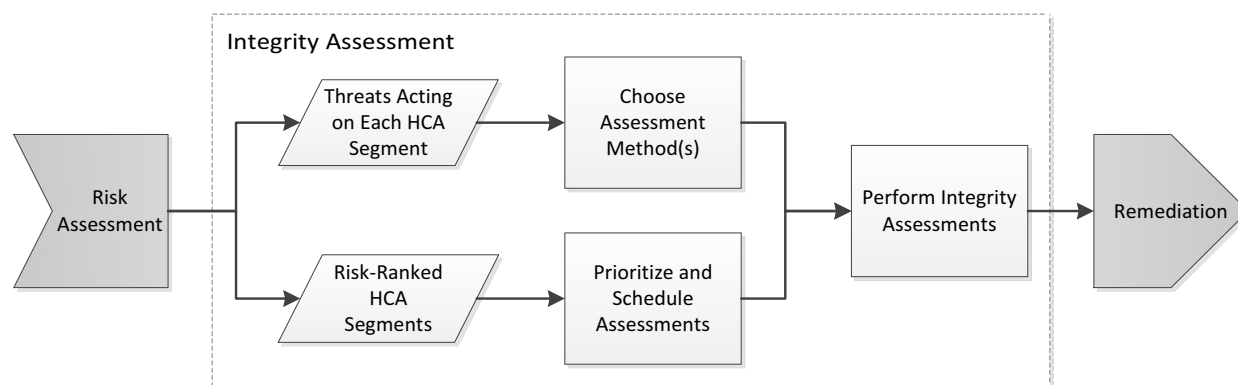 Integrity Assessment
Risk
Assessment
Threats Acting
on Each HCA
Segment
Choose
Assessment
Method(s)
Risk-Ranked
HCA
Segments
Prioritize and
Schedule
Assessments
Perform Integrity
Assessments
Remediation